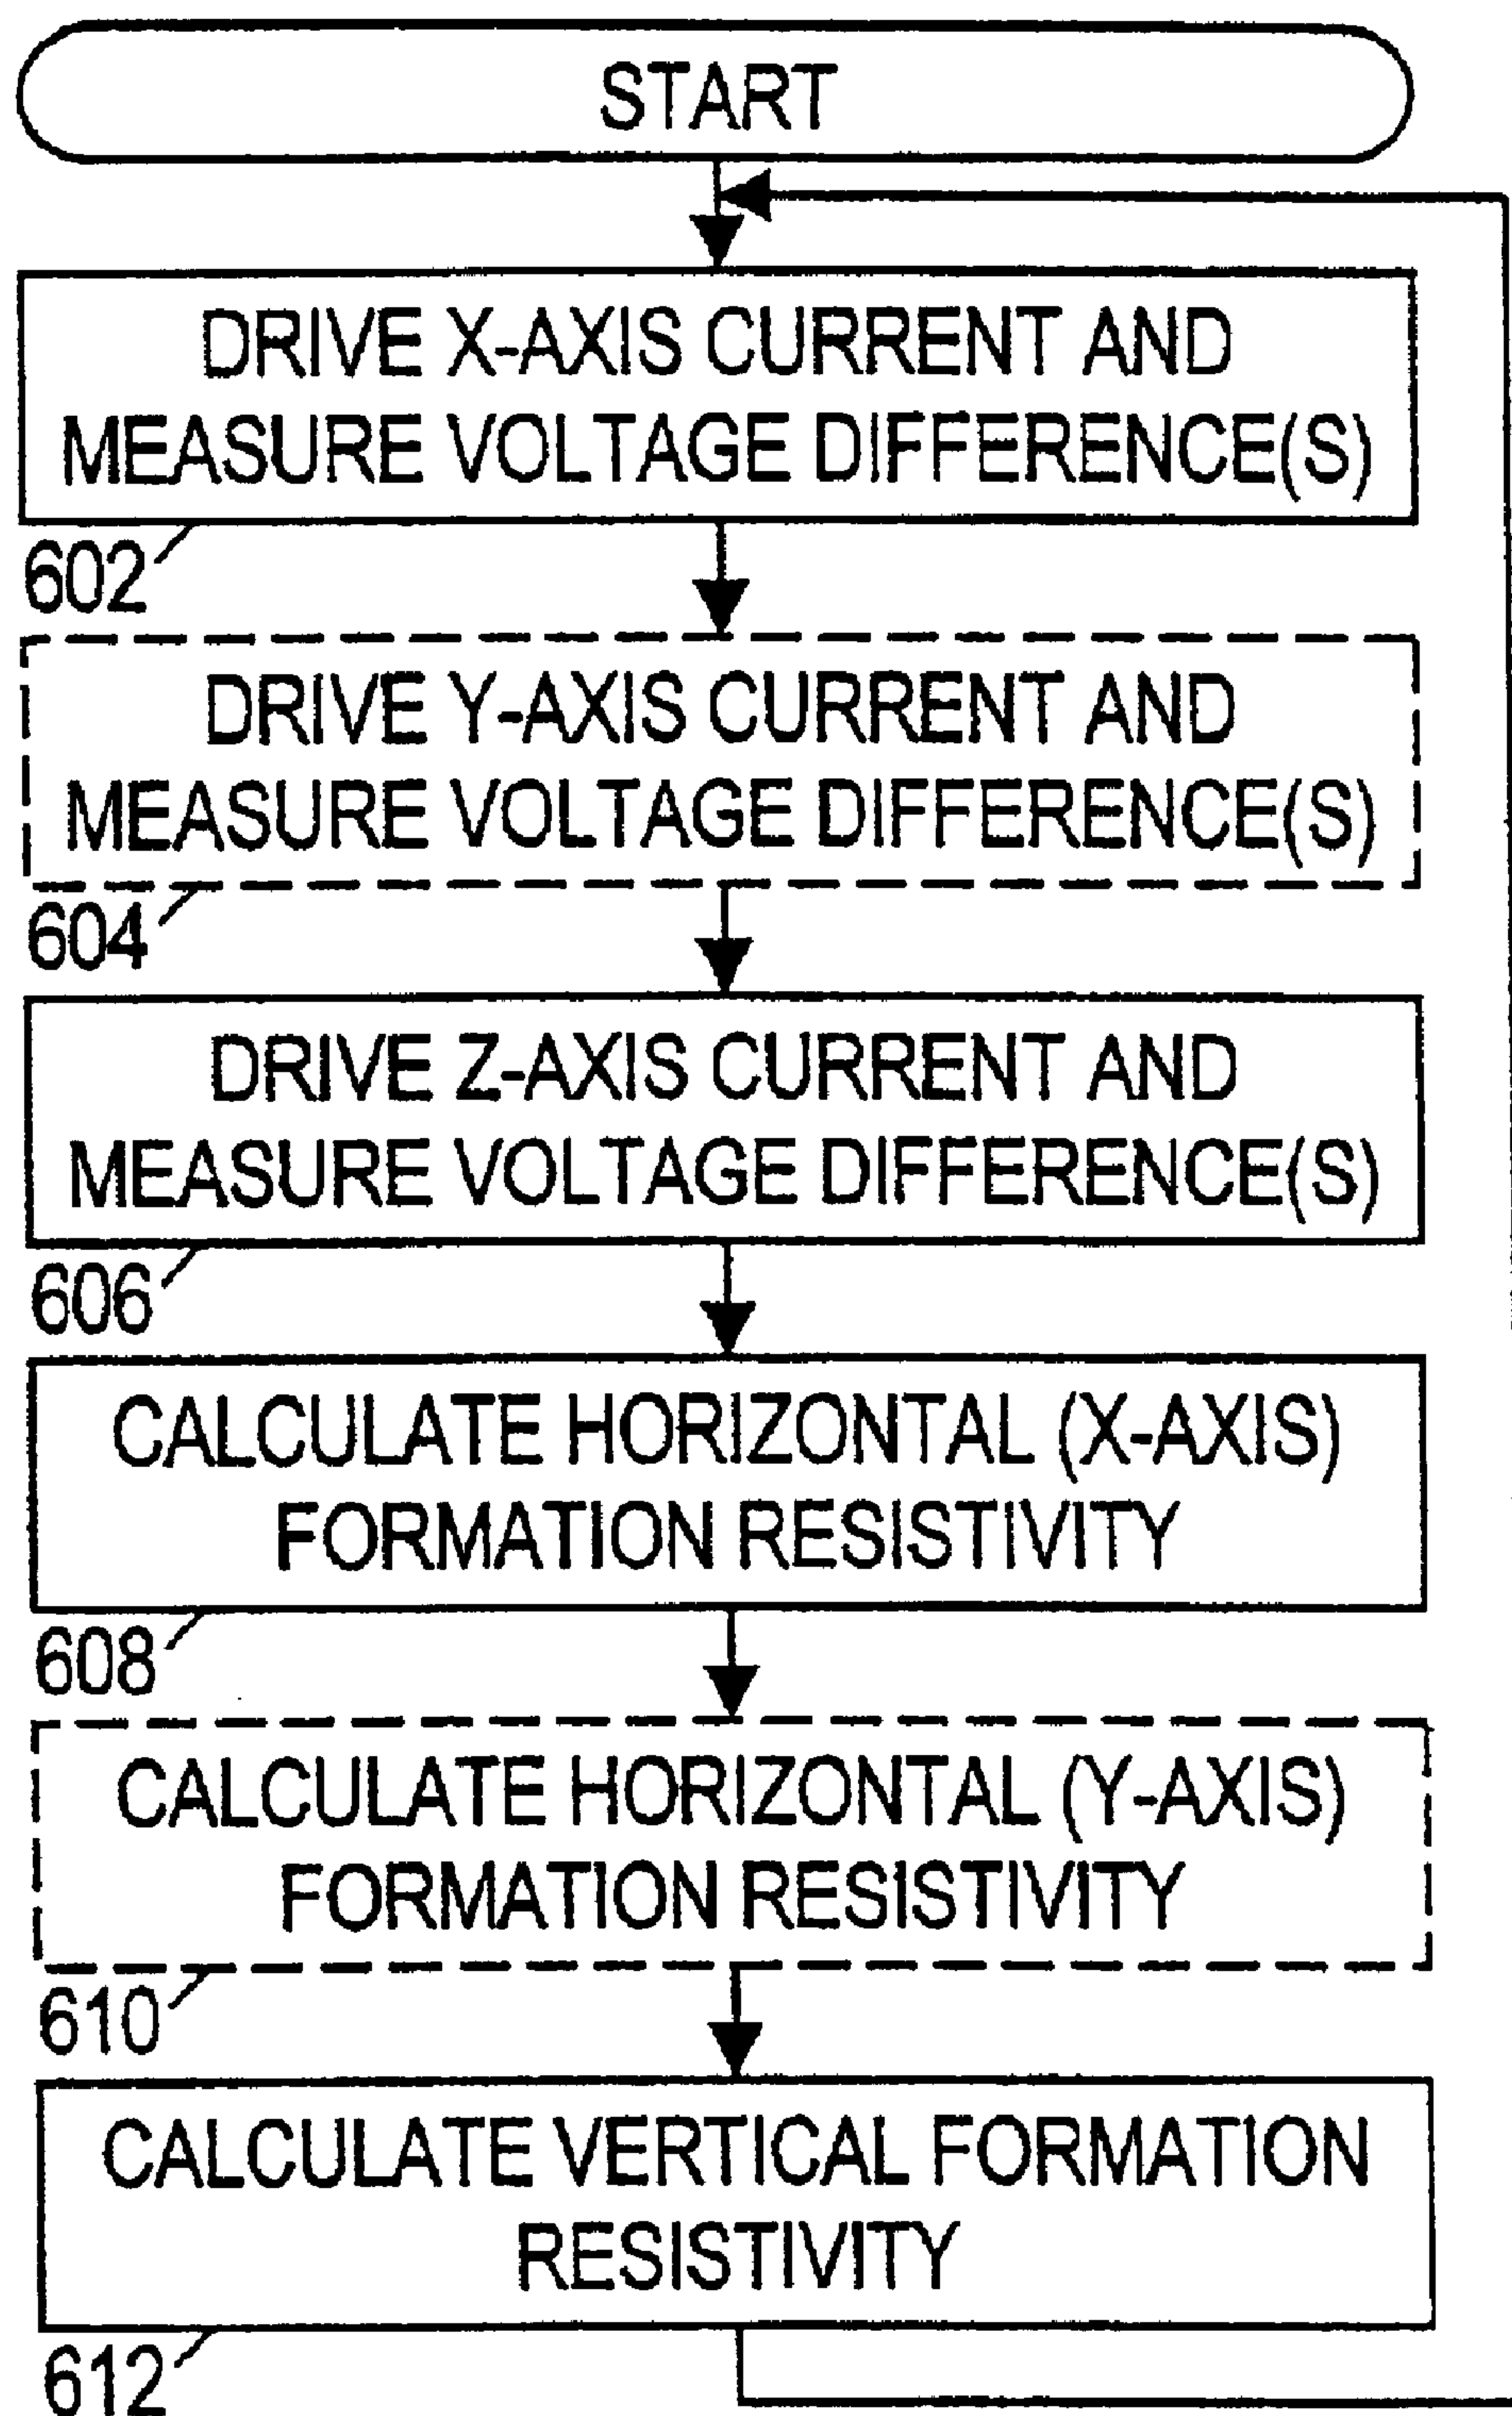 START
DRIVE X-AXIS CURRENT AND
MEASURE VOLTAGE DIFFERENCE(S)
602
DRIVE Y-AXIS CURRENT AND
MEASURE VOLTAGE DIFFERENCE(S)
604
DRIVE Z-AXIS CURRENT AND
MEASURE VOLTAGE DIFFERENCE(S)
606
CALCULATE HORIZONTAL (X-AXIS)
FORMATION RESISTIVITY
608
CALCULATE HORIZONTAL (Y-AXIS)
FORMATION RESISTIVITY
610
CALCULATE VERTICAL FORMATION
RESISTIVITY
612